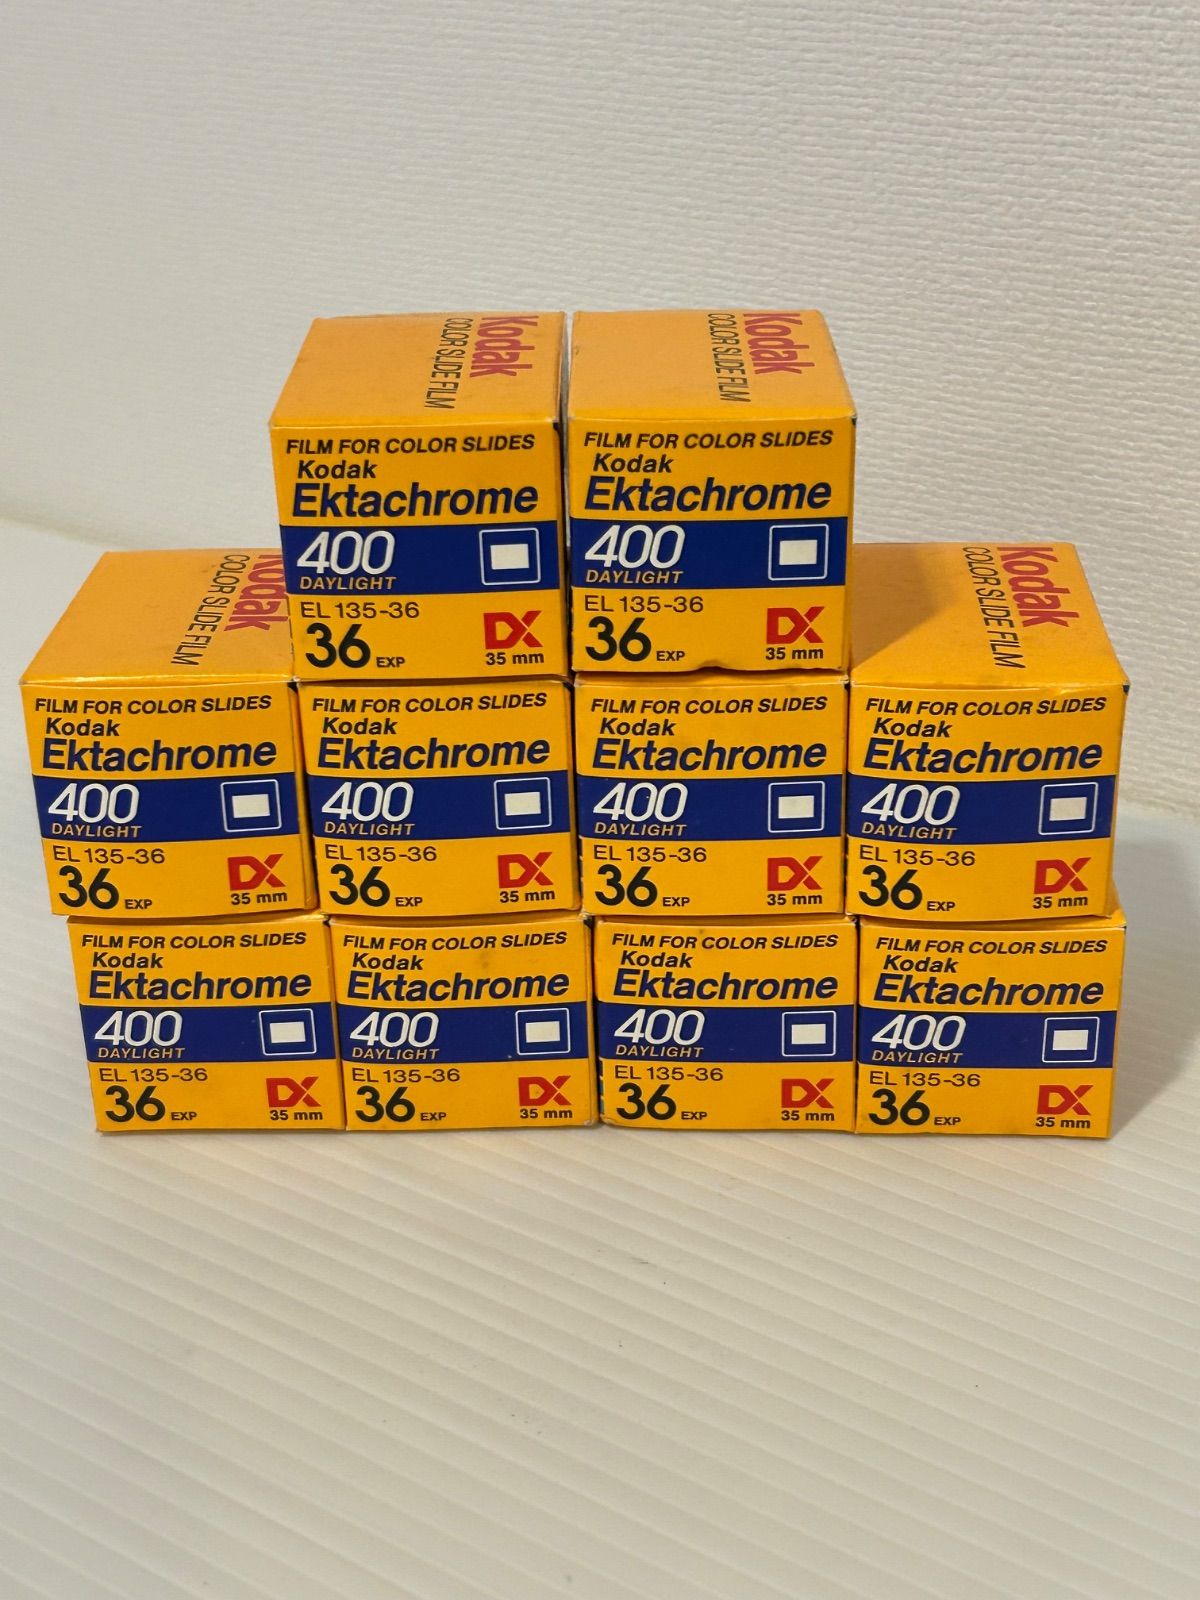 Kodak
COLOR SLIDE FILM
FILM FOR COLOR SLIDES
Kodak
Ektachrome
400
DAYLIGHT
EL 135-36
36 EXP
DX
35 mm
Kodak
COLOR SLIDE FILM
FILM FOR COLOR SLIDES
Kodak
Ektachrome
400
DAYLIGHT
EL 135-36
36 EXP
DX
35 mm
Kodak
COLOR SLIDE FILM
FILM FOR COLOR SLIDES
Kodak
Ektachrome
400
DAYLIGHT
EL 135-36
36 EXP
DX
35 mm
FILM FOR COLOR SLIDES
Kodak
Ektachrome
400
DAYLIGHT
EL 135-36
36 EXP
DX
35 mm
FILM FOR COLOR SLIDES
Kodak
Ektachrome
400
DAYLIGHT
EL 135-36
36 EXP
DX
35 mm
Kodak
COLOR SLIDE FILM
FILM FOR COLOR SLIDES
Kodak
Ektachrome
400
DAYLIGHT
EL 135-36
36 EXP
DX
35 mm
FILM FOR COLOR SLIDES
Kodak
Ektachrome
400
DAYLIGHT
EL 135-36
36 EXP
DX
35 mm
FILM FOR COLOR SLIDES
Kodak
Ektachrome
400
DAYLIGHT
EL 135-36
36 EXP
DX
35 mm
FILM FOR COLOR SLIDES
Kodak
Ektachrome
400
DAYLIGHT
EL 135-36
36 EXP
DX
35 mm
FILM FOR COLOR SLIDES
Kodak
Ektachrome
400
DAYLIGHT
EL 135-36
36 EXP
DX
35 mm